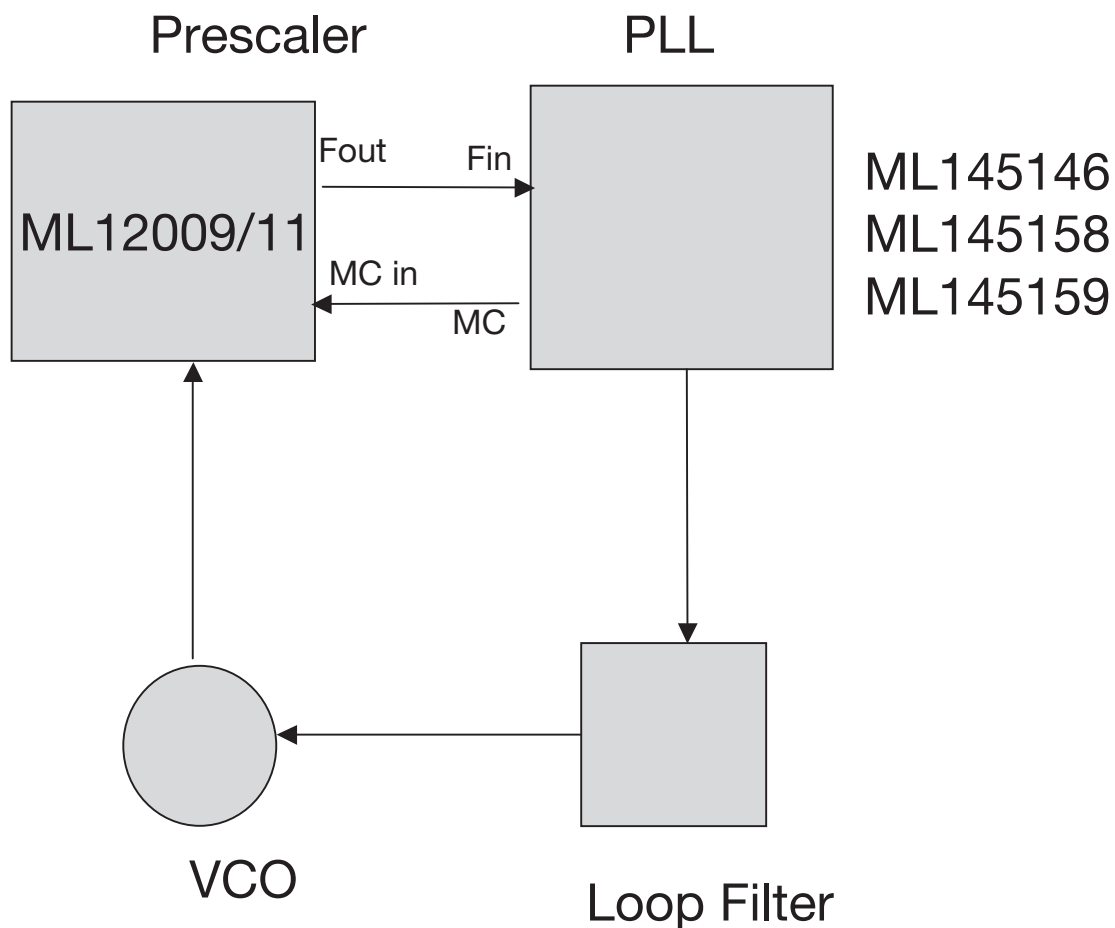 Prescaler
PLL
Fout
Fin
ML145146
ML12009/11
ML145158
MC in
ML145159
MC
VCO
Loop Filter